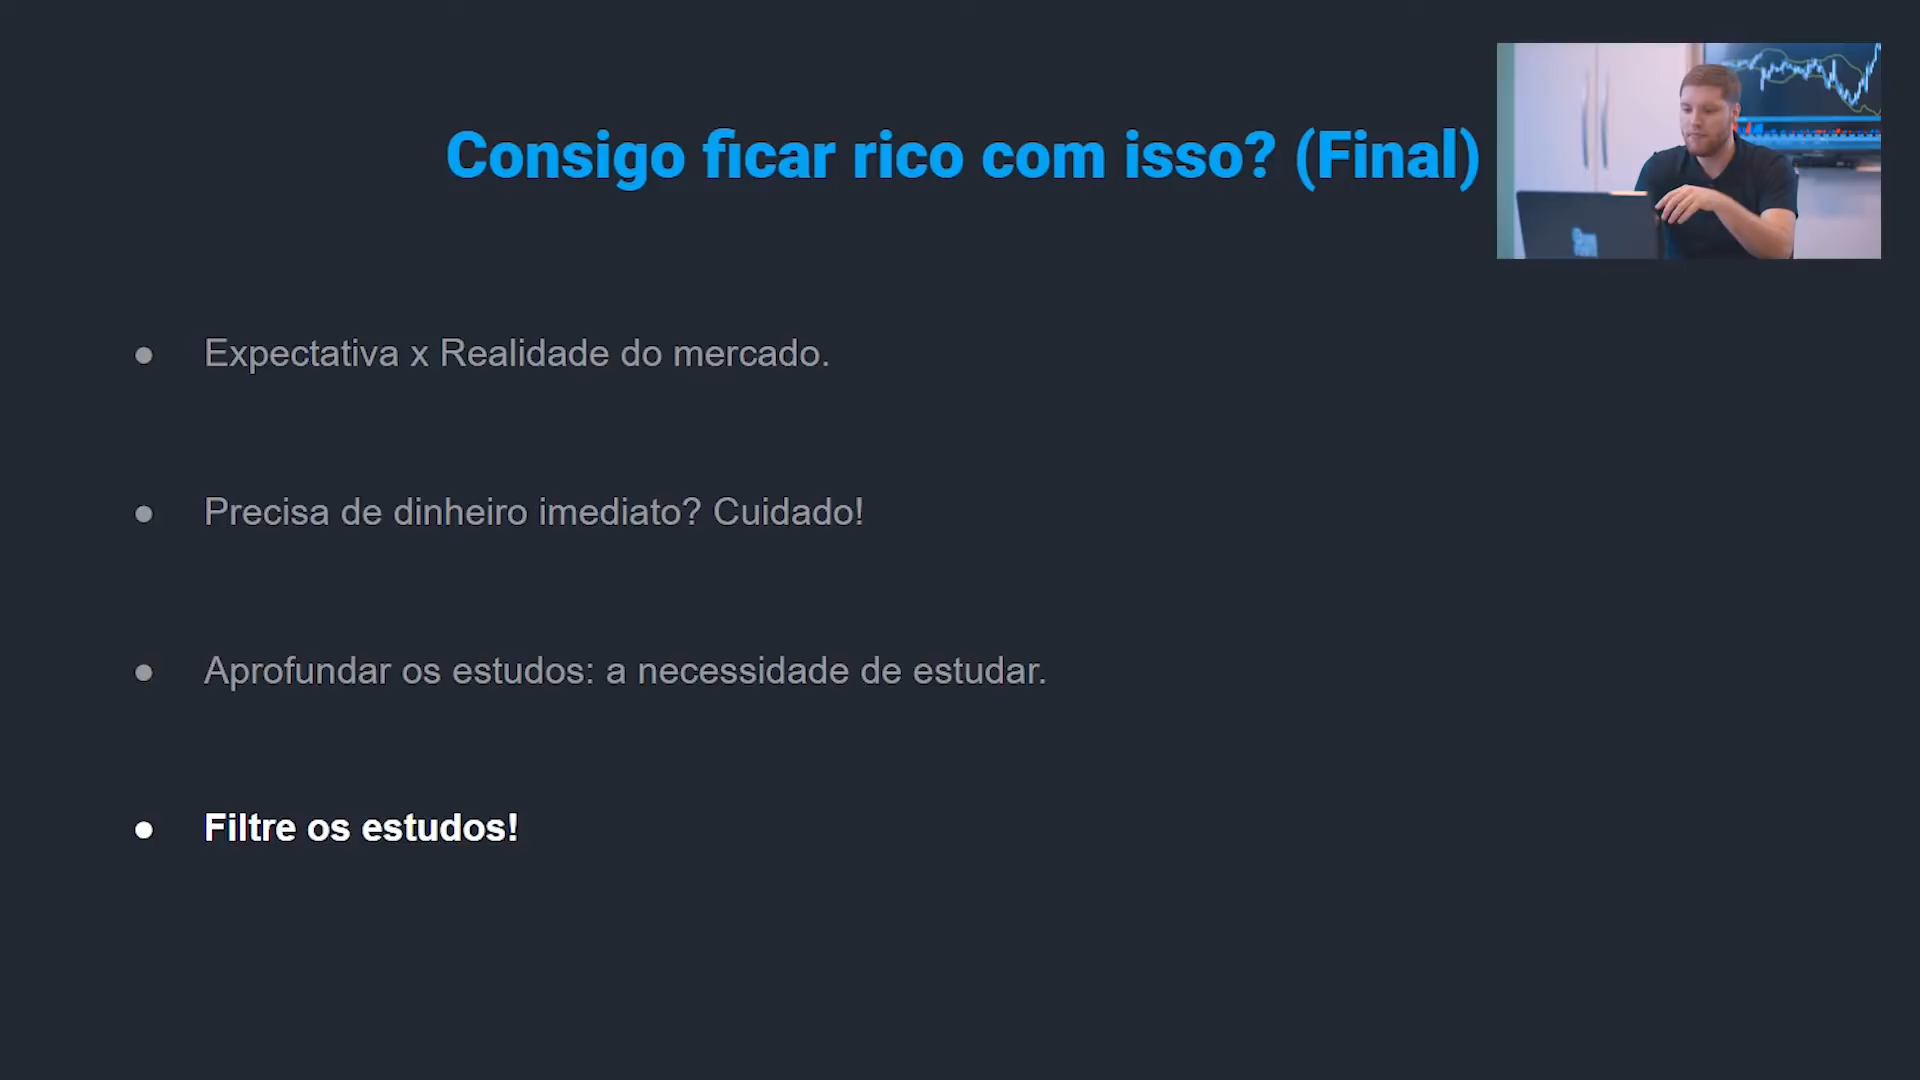 Consigo ficar rico com isso? (Final)
● Expectativa x Realidade do mercado.
● Precisa de dinheiro imediato? Cuidado!
● Aprofundar os estudos: a necessidade de estudar.
● Filtre os estudos!